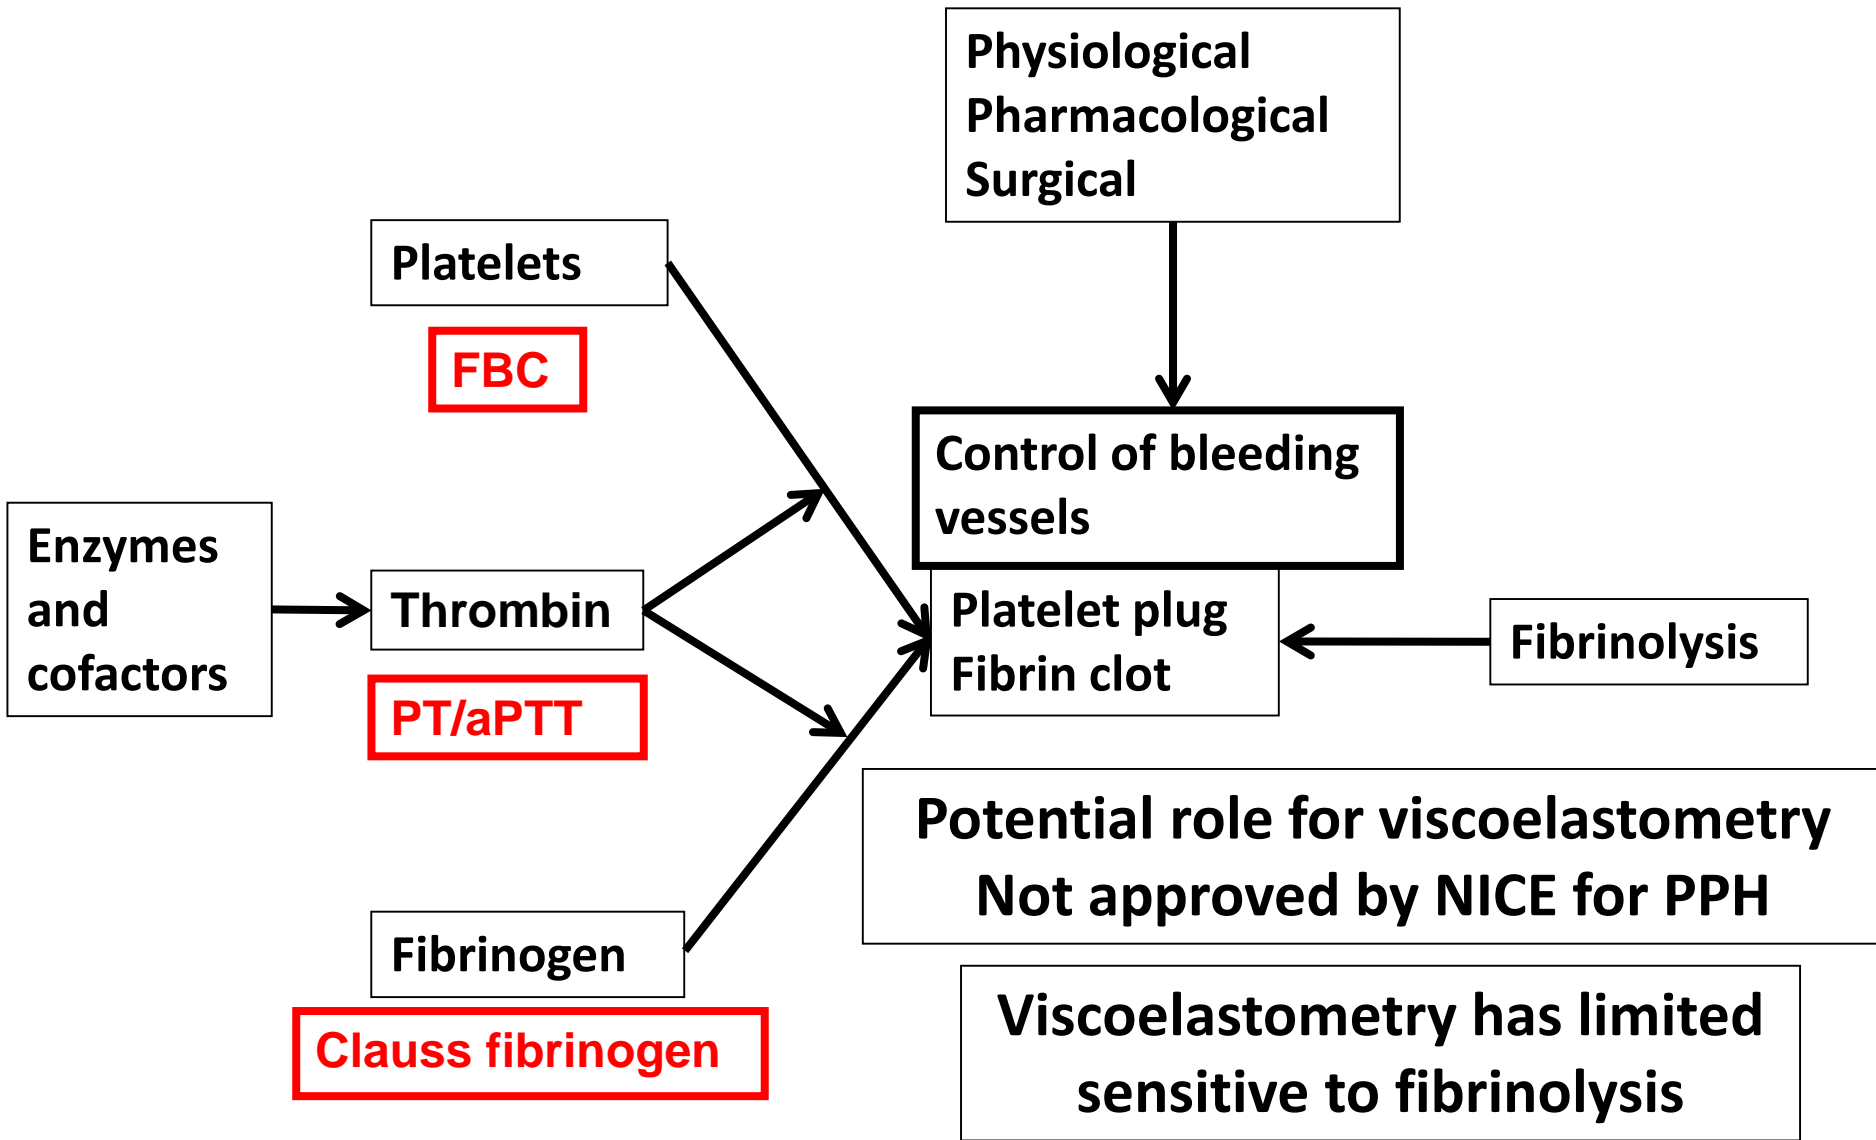 Physiological
Pharmacological
Surgical
Platelets
FBC
Control of bleeding
vessels
Enzymes
and
cofactors
Thrombin
PT/aPTT
Platelet plug
Fibrin clot
Fibrinolysis
Potential role for viscoelastometry
Not approved by NICE for PPH
Fibrinogen
Clauss fibrinogen
Viscoelastometry has limited
sensitive to fibrinolysis